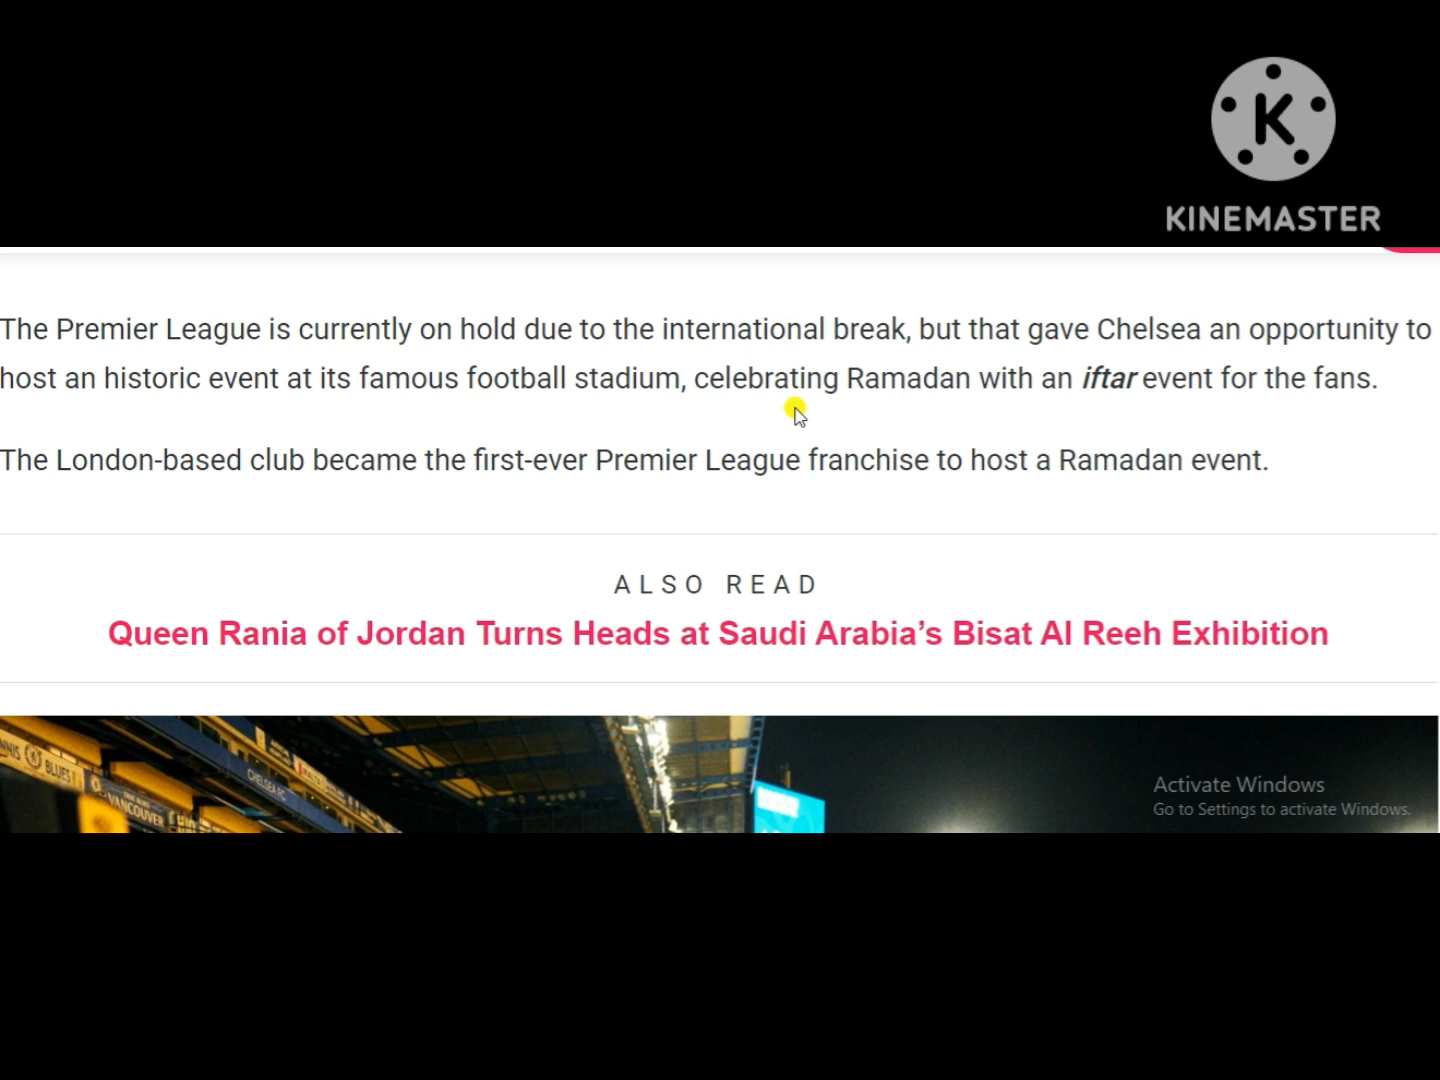 K
KINEMASTER
The Premier League is currently on hold due to the international break, but that gave Chelsea an opportunity to
host an historic event at its famous football stadium, celebrating Ramadan with an iftar event for the fans.
The London-based club became the first-ever Premier League franchise to host a Ramadan event.
ALSO READ
Queen Rania of Jordan Turns Heads at Saudi Arabia’s Bisat Al Reeh Exhibition
BLUES
VANCOUVER
CHELSEA FC
Activate Windows
Go to Settings to activate Windows.